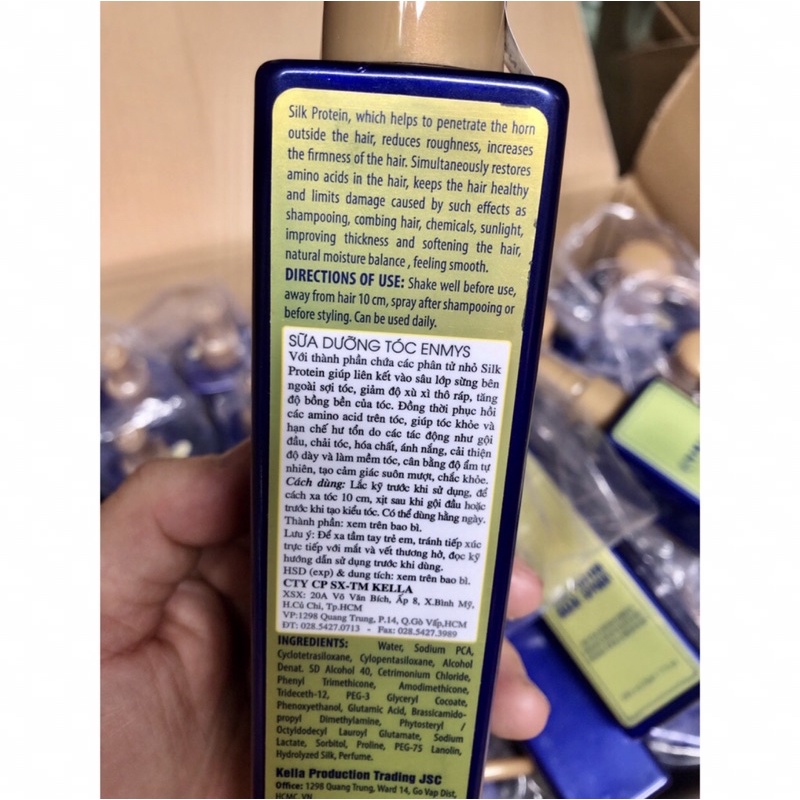 Silk Protein, which helps to penetrate the horn
outside the hair, reduces roughness, increases
the firmness of the hair. Simultaneously restores
amino acids in the hair, keeps the hair healthy
and limits damage caused by such effects as
shampooing, combing hair, chemicals, sunlight,
improving thickness and softening the hair,
natural moisture balance , feeling smooth.
DIRECTIONS OF USE: Shake well before use,
away from hair 10 cm, spray after shampooing or
before styling. Can be used daily.
SỮA DƯỠNG TÓC ENMYS
Với thành phần chứa các phân tử nhỏ Silk
Protein giúp liên kết vào sâu lớp sừng bên
ngoài sợi tóc, giảm độ xù xì thô ráp, tăng
độ bồng bền của tóc. Đồng thời phục hồi
các amino acid trên tóc, giúp tóc khỏe và
hạn chế hư tổn do các tác động như gội
đầu, chải tóc, hóa chất, ánh nắng, cải thiện
độ dày và làm mềm tóc, cân bằng độ ẩm tự
nhiên, tạo cảm giác suôn mượt, chắc khỏe.
Cách dùng: Lắc kỹ trước khi sử dụng, để
cách xa tóc 10 cm, xịt sau khi gội đầu hoặc
trước khi tạo kiểu tóc. Có thể dùng hằng ngày.
Thành phần: xem trên bao bì.
Lưu ý: Để xa tầm tay trẻ em, tránh tiếp xúc
trực tiếp với mắt và vết thương hở, đọc kỹ
hướng dẫn sử dụng trước khi dùng.
HSD (exp) & dung tích: xem trên bao bì.
CTY CP SX-TM KELLA
XSX: 20A Võ Văn Bích, Ấp 8, X.Bình Mỹ,
H.Củ Chi, Tp.HCM
VP:1298 Quang Trung, P.14, Q.Gò Vấp,HCM
ĐT: 028.5427.0713 - Fax: 028.5427.3989
INGREDIENTS: Water, Sodium PCA,
Cyclotetrasiloxane, Cylopentasiloxane, Alcohol
Denat. SD Alcohol 40, Cetrimonium Chloride,
Phenyl Trimethicone, Amodimethicone,
Trideceth-12, PEG-3 Glyceryl Cocoate,
Phenoxyethanol, Glutamic Acid, Brassicamido-
propyl Dimethylamine, Phytosteryl /
Octyldodecyl Lauroyl Glutamate, Sodium
Lactate, Sorbitol, Proline, PEG-75 Lanolin,
Hydrolyzed Silk, Perfume.
Kella Production Trading JSC
Office: 1298 Quang Trung, Ward 14, Go Vap Dist,
HCMC, VN